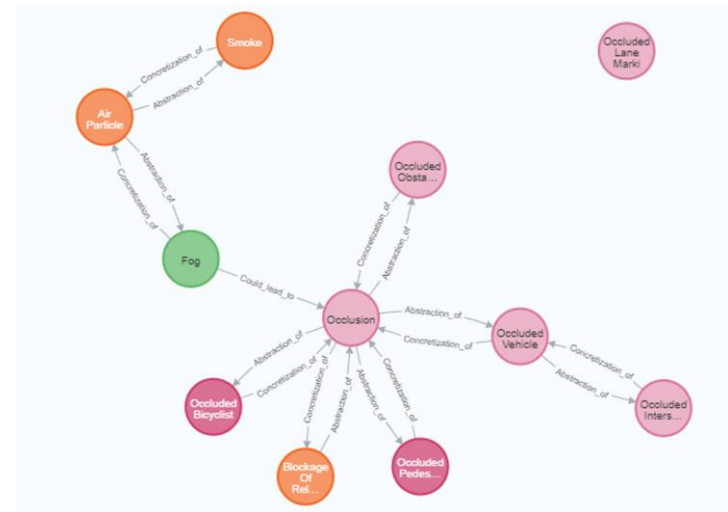 Smoke
Occluded
Lane
Marki
Concretization_of
Abstraction_of
Air
Particle
Abstraction_of
Concretization_of
Occluded
Obsta...
Concretization_of
Abstraction_of
Fog
Could_lead_to
Occlusion
Abstraction_of
Concretization_of
Occluded
Vehicle
Concretization_of
Abstraction_of
Abstraction_of
Concretization_of
Concretization_of
Abstraction_of
Abstraction_of
Concretization_of
Occluded
Bicyclist
Occluded
Inters...
Blockage
Of
Rel...
Occluded
Pedes...